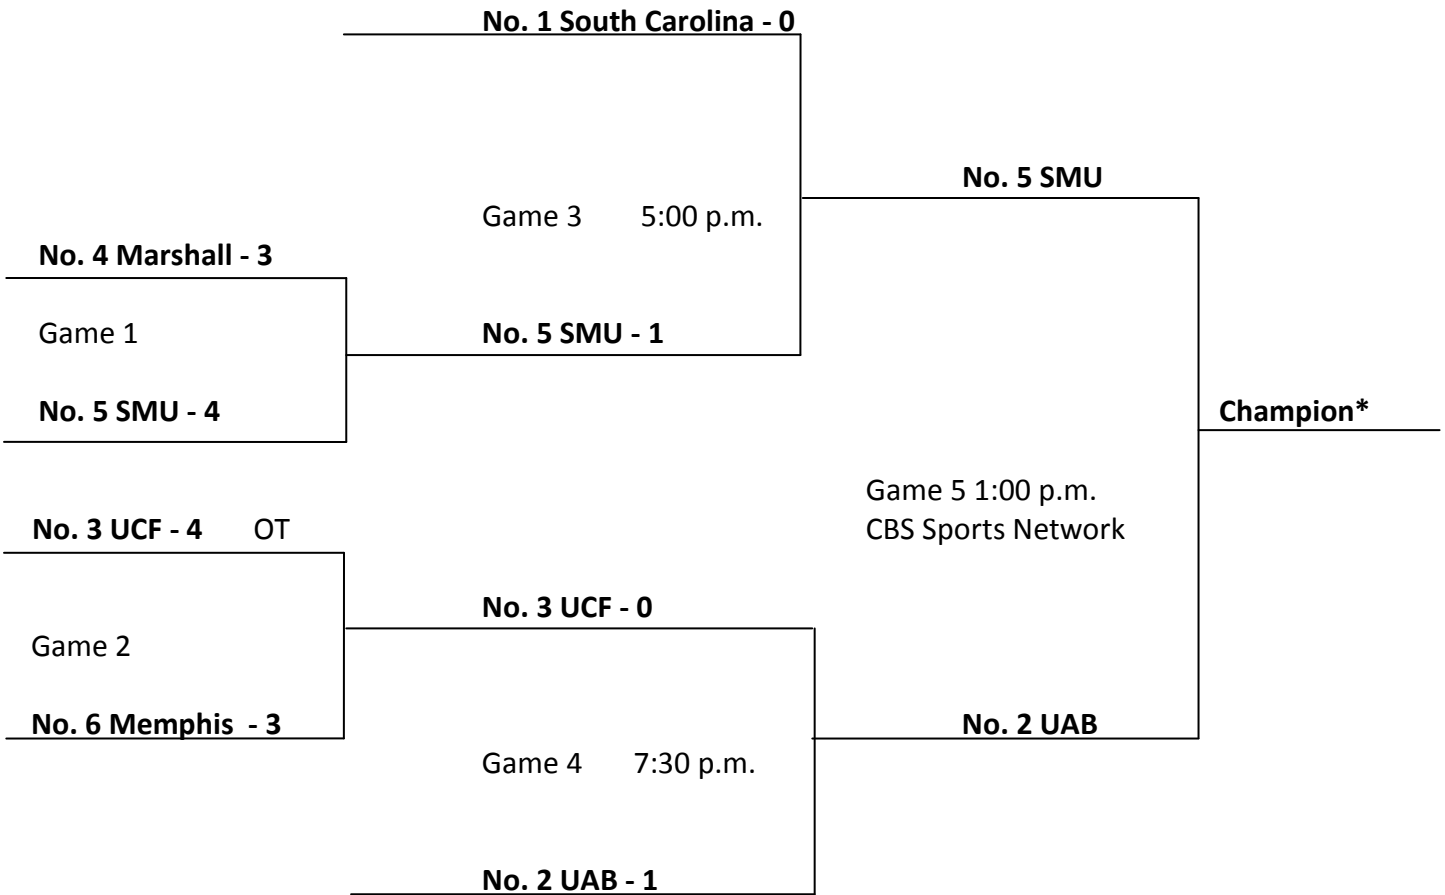 No. 1 South Carolina - 0
No. 5 SMU
Game 3 5:00 p.m.
No. 4 Marshall - 3
Game 1
No. 5 SMU - 1
No. 5 SMU - 4
Champion*
Game 5 1:00 p.m.
CBS Sports Network
No. 3 UCF - 4 OT
No. 3 UCF - 0
Game 2
No. 6 Memphis - 3
No. 2 UAB
Game 4 7:30 p.m.
No. 2 UAB - 1